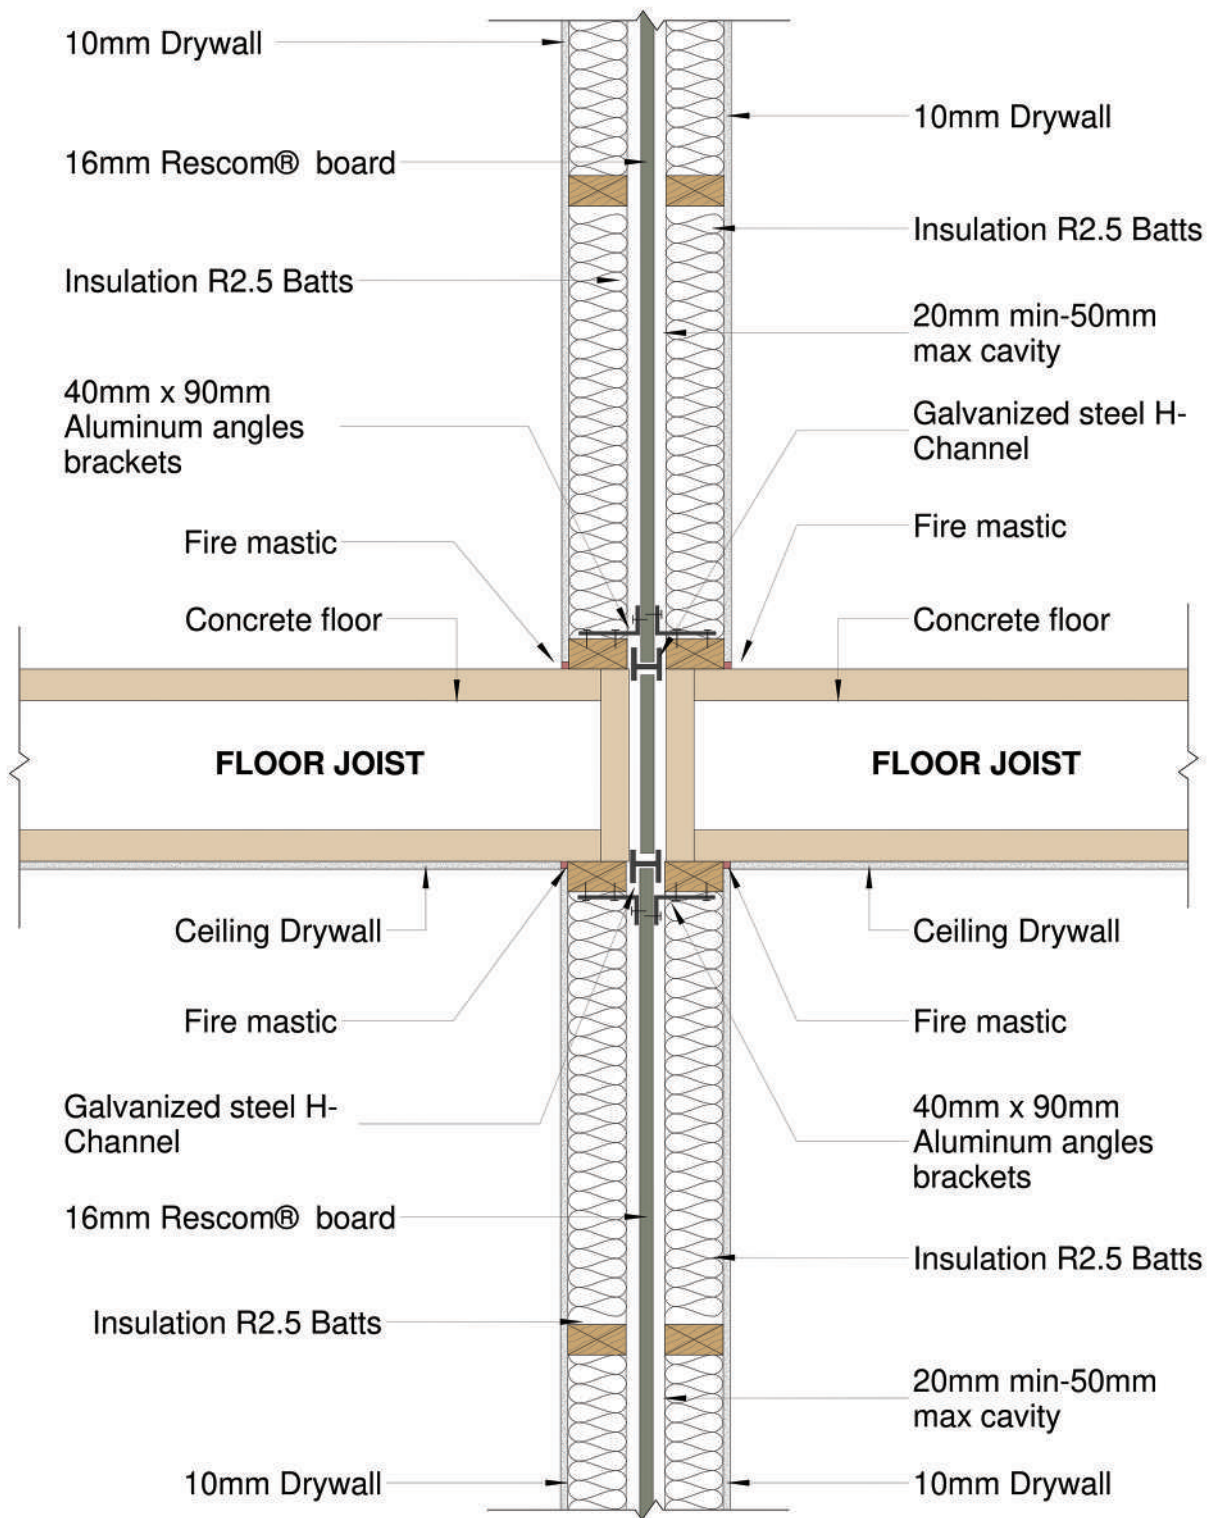 10mm Drywall
10mm Drywall
16mm Rescom® board
Insulation R2.5 Batts
Insulation R2.5 Batts
20mm min-50mm
max cavity
40mm x 90mm
Aluminum angles
brackets
Galvanized steel H-
Channel
Fire mastic
Fire mastic
Concrete floor
Concrete floor
FLOOR JOIST
FLOOR JOIST
Ceiling Drywall
Ceiling Drywall
Fire mastic
Fire mastic
Galvanized steel H-
Channel
40mm x 90mm
Aluminum angles
brackets
16mm Rescom® board
Insulation R2.5 Batts
Insulation R2.5 Batts
20mm min-50mm
max cavity
10mm Drywall
10mm Drywall